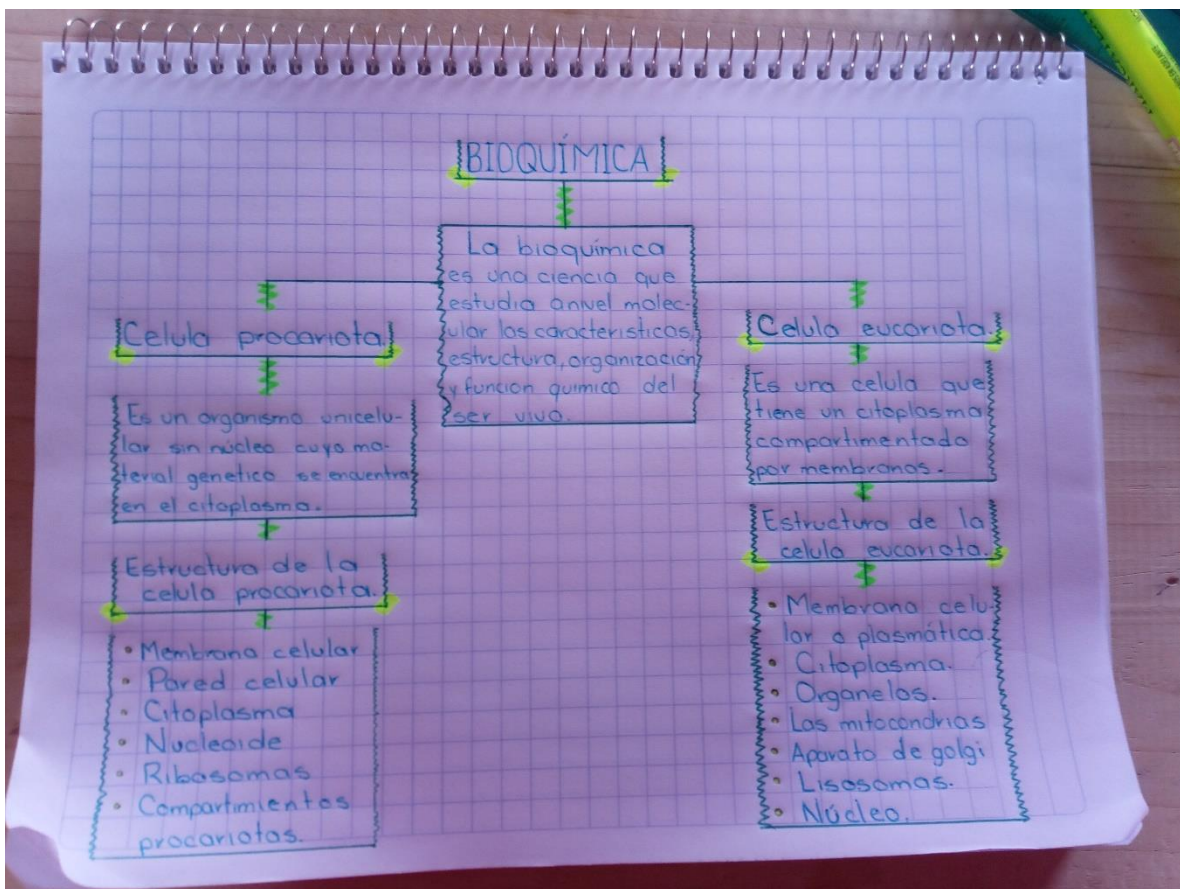 BIOQUÍMICA
La bioquímica
es una ciencia que
estudia anivel molec-
ular las caracteristicas,
estructura, organización
y funcion quimica del
ser vivo.
Celula procariota.
Es un organismo unicelu-
lar sin núcleo cuyo ma-
terial genetico se encuentra
en el citoplasma.
Estructura de la
celula procariota.
• Membrana celular
• Pared celular
• Citoplasma
• Nucleoide
• Ribosomas
• Compartimientos
procariotas.
Celula eucariota.
Es una celula que
tiene un citoplasma
compartimentado
por membranas.
Estructura de la
celula eucariota.
• Membrana celu-
lar o plasmática.
• Citoplasma.
• Organelos.
• Las mitocondrias
• Aparato de golgi
• Lisosomas.
• Núcleo.